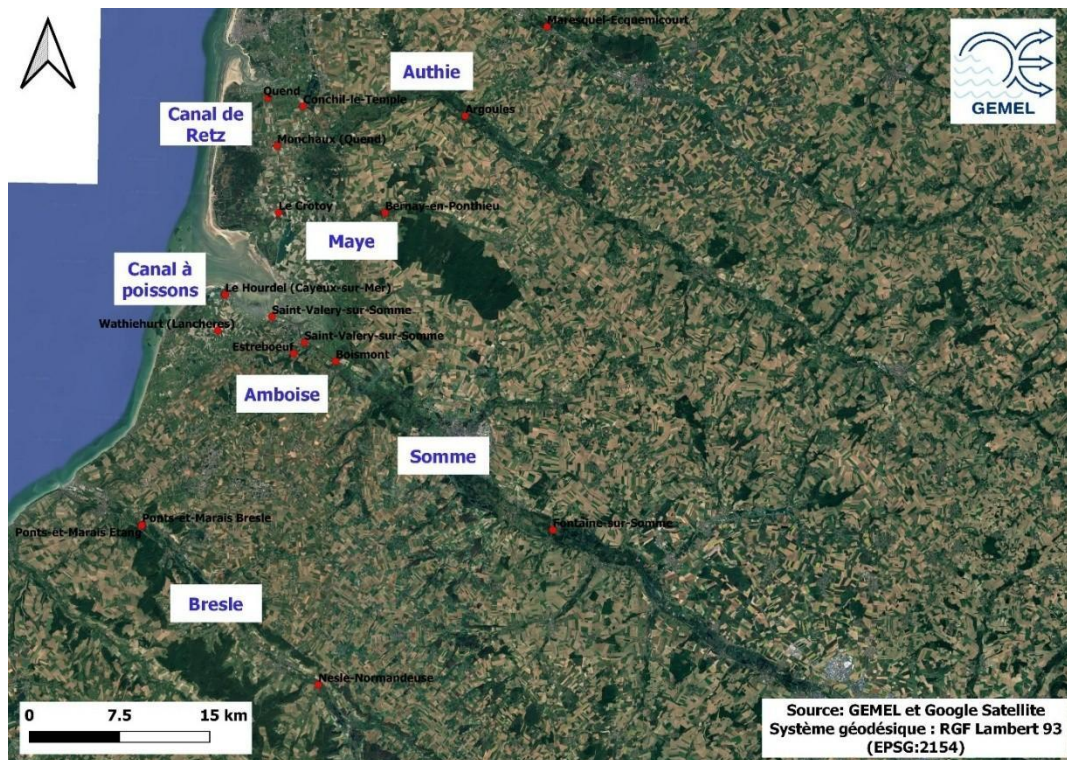 Maresquel-Ecquemicourt
GEMEL
Authie
Quend
Conchil-le-Temple
Argoules
Canal de
Retz
Monchaux (Quend)
Le Crotoy
Bernay-en-Ponthieu
Maye
Canal à
poissons
Le Hourdel (Cayeux-sur-Mer)
Saint-Valery-sur-Somme
Wathiehurt (Lanchères)
Saint-Valery-sur-Somme
Estreboeuf
Boismont
Amboise
Somme
Ponts-et-Marais Bresle
Ponts-et-Marais Etang
Fontaine-sur-Somme
Bresle
Nesle-Normandeuse
0 7.5 15 km
Source: GEMEL et Google Satellite
Système géodésique : RGF Lambert 93
(EPSG:2154)